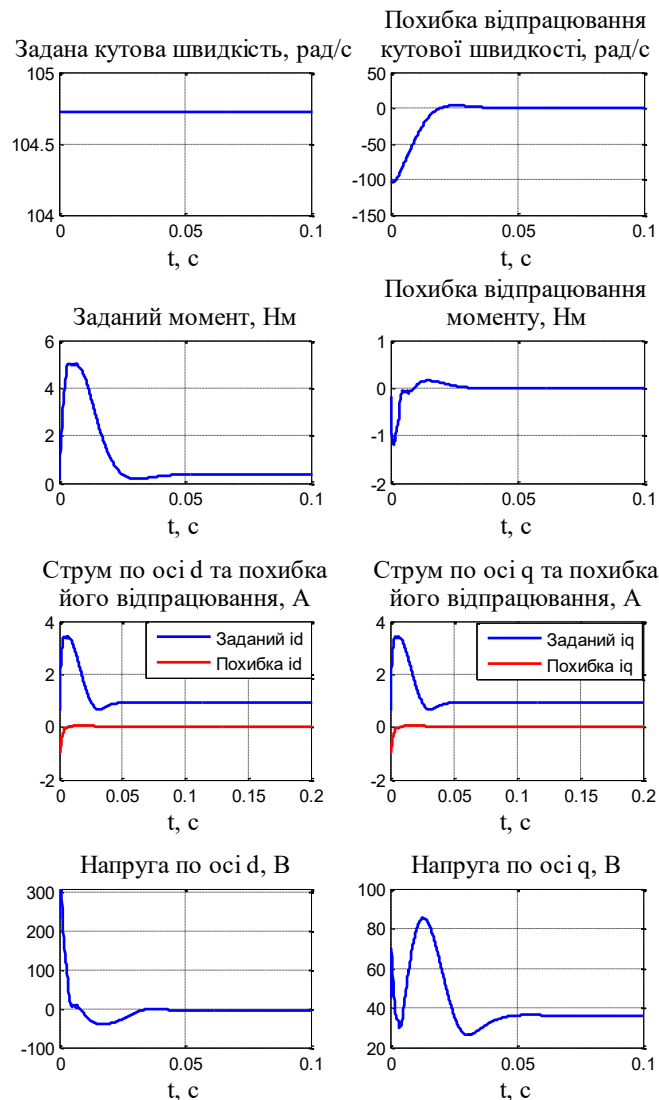 Задана кутова швидкість, рад/с
105
104.5
104
0
0.05
0.1
t, с
Похибка відпрацювання
кутової швидкості, рад/с
50
0
-50
-100
-150
0
0.05
0.1
t, с
Заданий момент, Нм
6
4
2
0
0
0.05
0.1
t, с
Похибка відпрацювання
моменту, Нм
1
0
-1
-2
0
0.05
0.1
t, с
Струм по осі d та похибка
його відпрацювання, А
4
2
0
-2
Заданий id
Похибка id
0
0.05
0.1
0.15
0.2
t, с
Струм по осі q та похибка
його відпрацювання, А
4
2
0
-2
Заданий iq
Похибка iq
0
0.05
0.1
0.15
0.2
t, с
Напруга по осі d, В
300
200
100
0
-100
0
0.05
0.1
t, с
Напруга по осі q, В
100
80
60
40
20
0
0.05
0.1
t, с